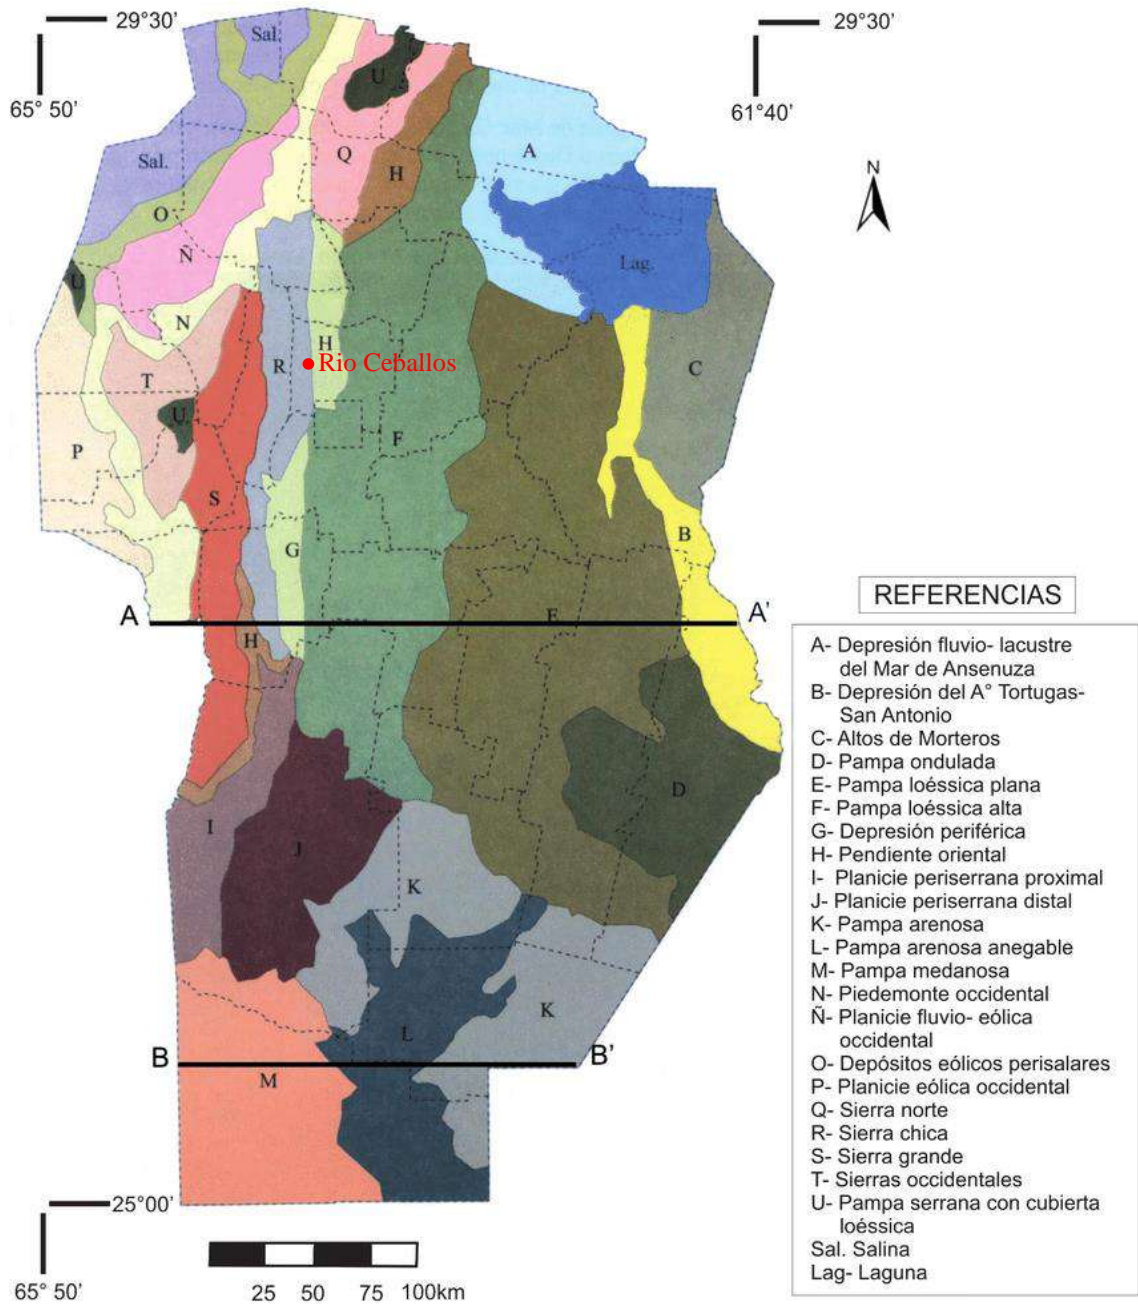 29°30’
29°30’
65° 50’
61°40’
Sal.
U
Q
A
N
Sal.
H
O
Lag.
Ñ
U
N
H
R
Rio Ceballos
C
T
U
F
P
S
B
G
A
A’
E
H
REFERENCIAS
A- Depresión fluvio- lacustre
del Mar de Ansenuza
B- Depresión del A° Tortugas-
San Antonio
C- Altos de Morteros
D- Pampa ondulada
E- Pampa loéssica plana
F- Pampa loéssica alta
G- Depresión periférica
H- Pendiente oriental
I- Planicie periserrana proximal
J- Planicie periserrana distal
K- Pampa arenosa
L- Pampa arenosa anegable
M- Pampa medanosa
N- Piedemonte occidental
Ñ- Planicie fluvio- eólica
occidental
O- Depósitos eólicos perisalares
P- Planicie eólica occidental
Q- Sierra norte
R- Sierra chica
S- Sierra grande
T- Sierras occidentales
U- Pampa serrana con cubierta
loéssica
Sal. Salina
Lag- Laguna
D
I
J
K
K
L
B
B’
M
25°00’
65° 50’
25 50 75 100km